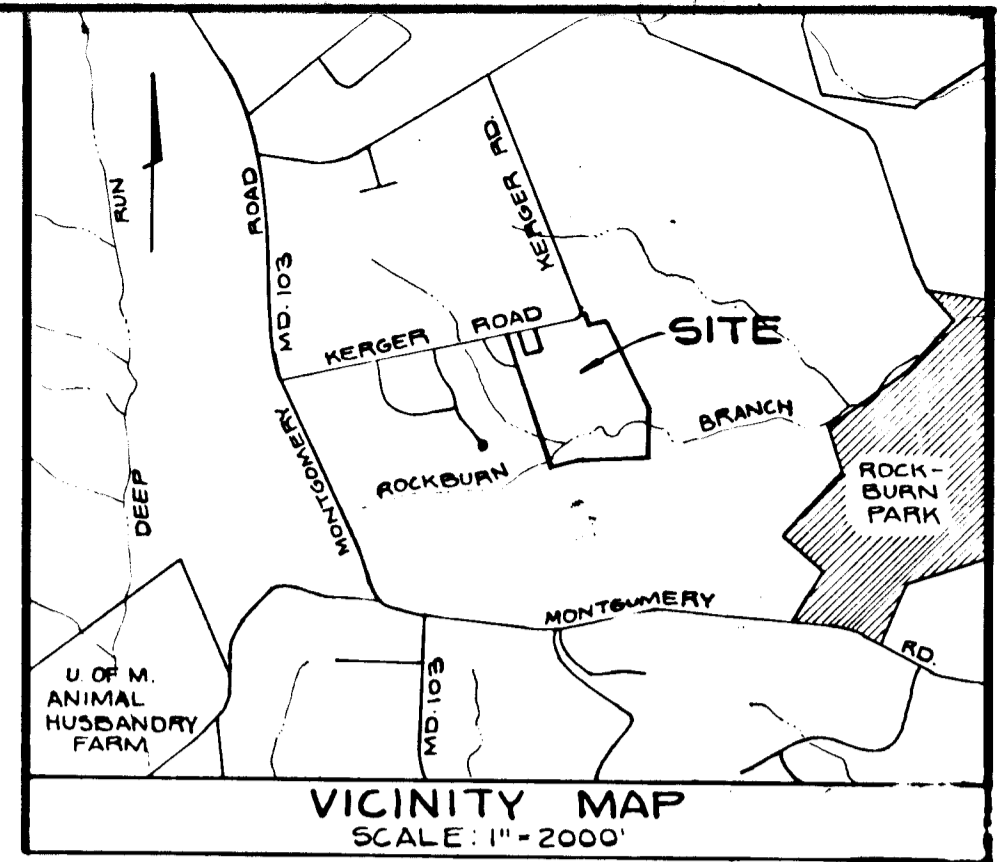 KERGER RD.
RUN
ROAD
MD. 103
KERGER ROAD
SITE
MONTGOMERY
BRANCH
ROCKBURN
ROCK-
BURN
PARK
DEEP
MONTGOMERY
RD.
U. OF M.
ANIMAL
HUSBANDRY
FARM
MD. 103
VICINITY MAP
SCALE: 1" = 2000'